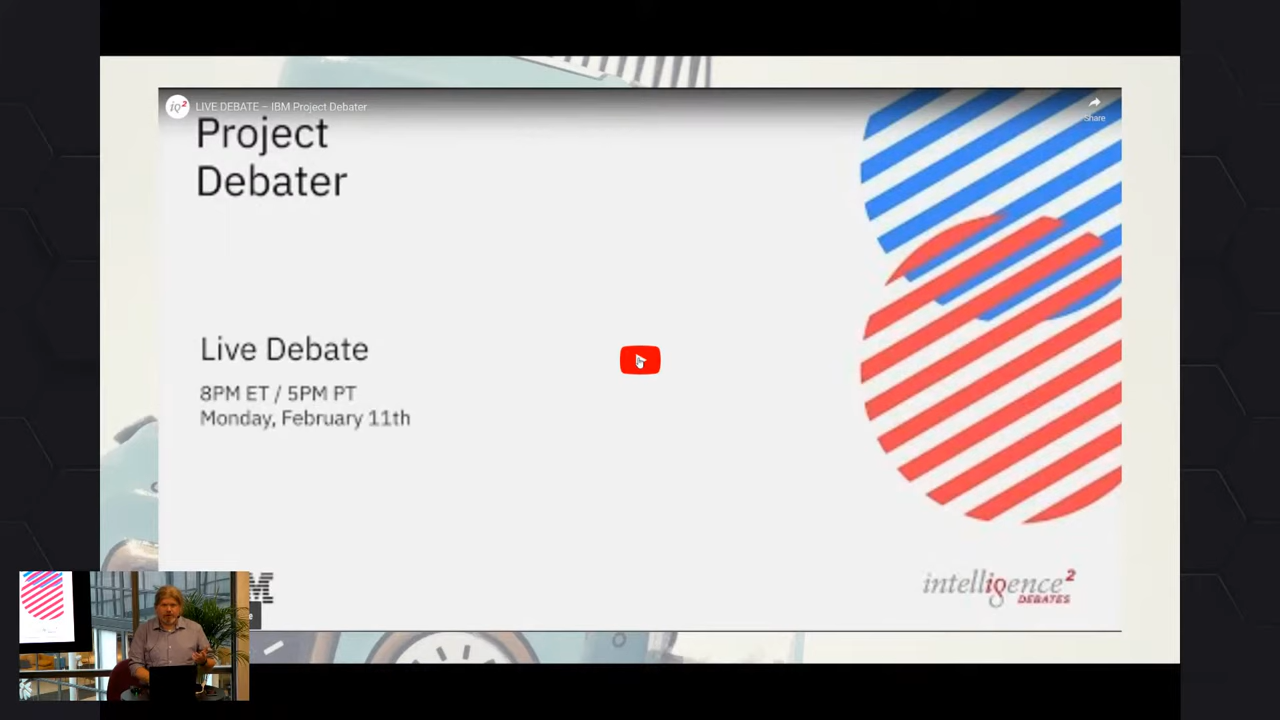 iq2
LIVE DEBATE – IBM Project Debater
Share
Project
Debater
Live Debate
8PM ET / 5PM PT
Monday, February 11th
intelligence2
DEBATES